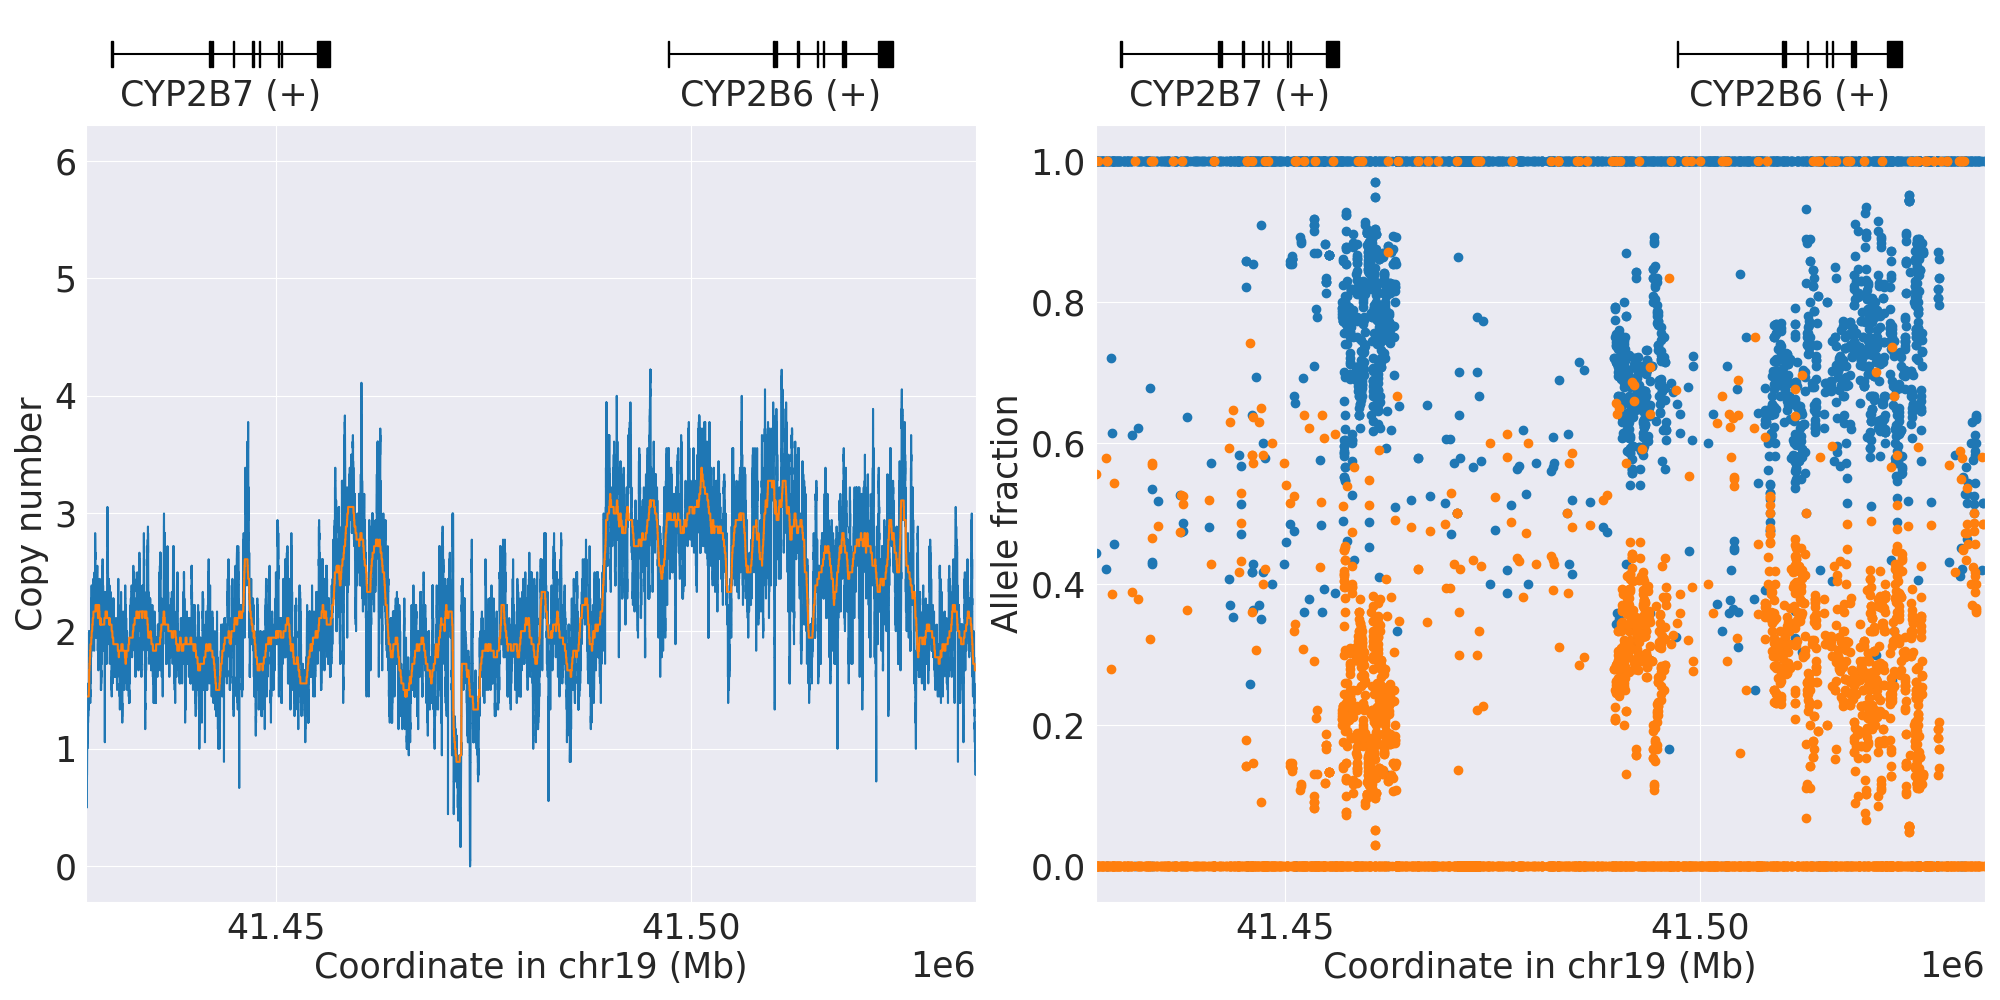 CYP2B7 (+)
CYP2B6 (+)
CYP2B7 (+)
CYP2B6 (+)
6
5
4
3
2
1
0
Copy number
41.45
41.50
Coordinate in chr19 (Mb)
1e6
1.0
0.8
0.6
0.4
0.2
0.0
Allele fraction
41.45
41.50
Coordinate in chr19 (Mb)
1e6